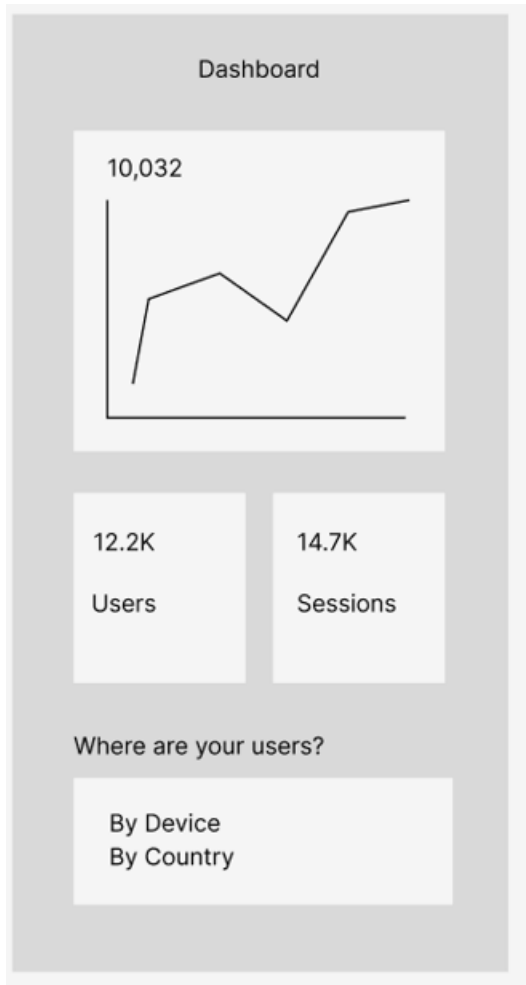 Dashboard
10,032
12.2K
Users
14.7K
Sessions
Where are your users?
By Device
By Country